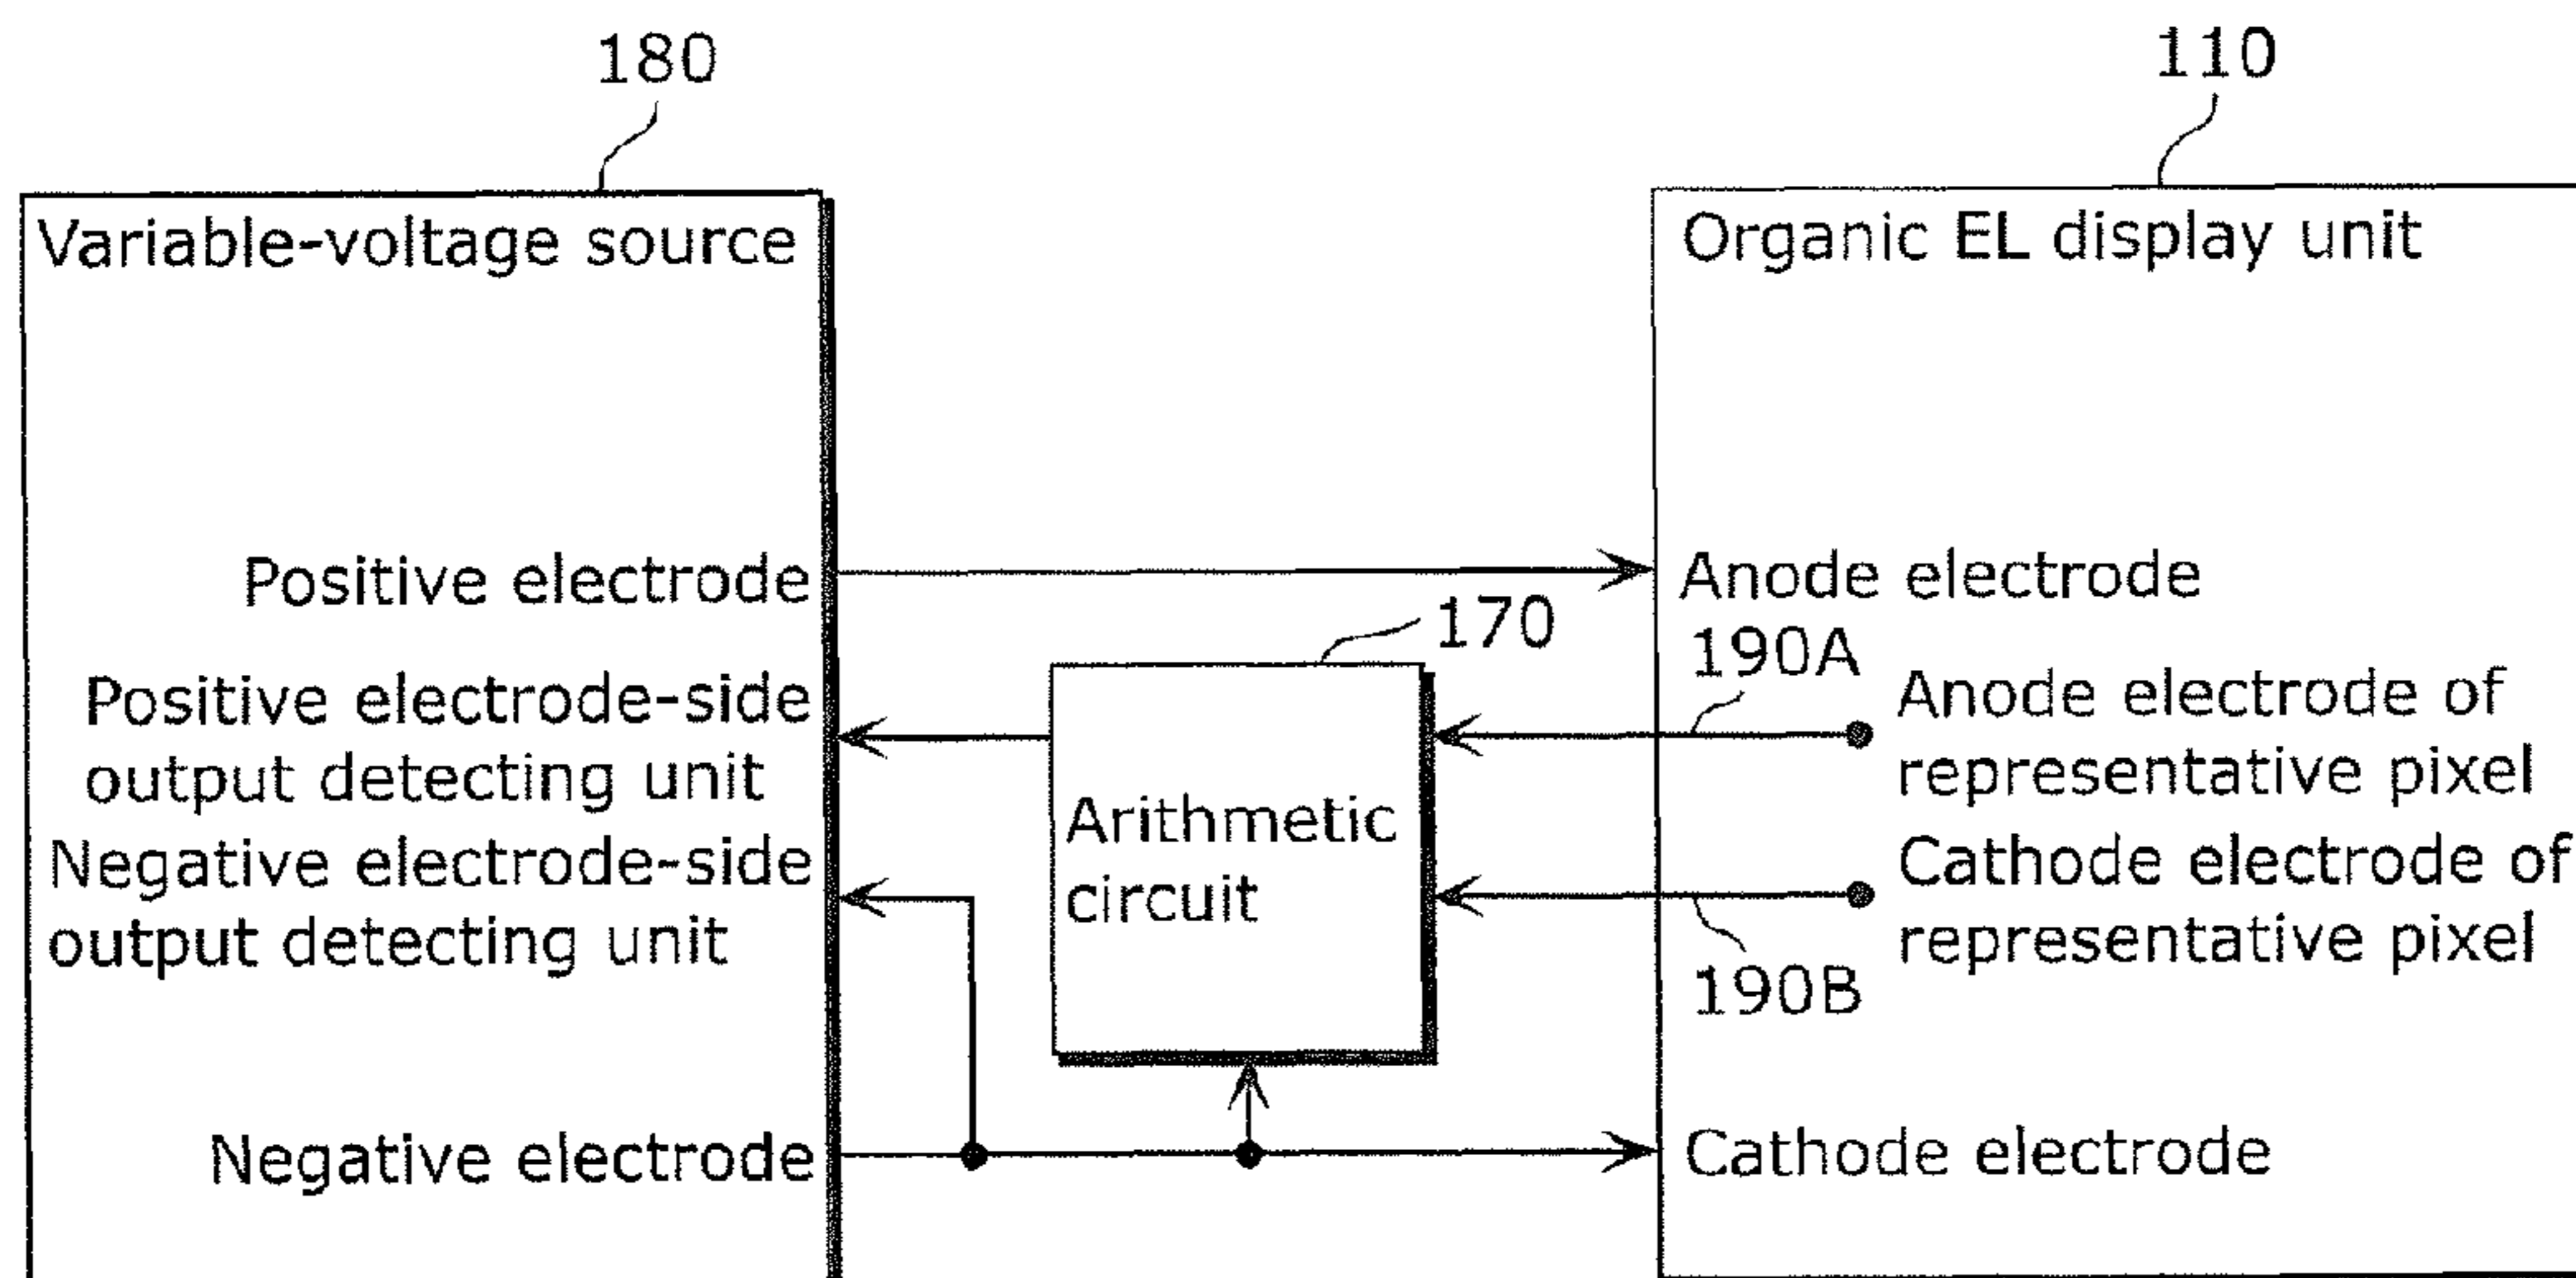 180
110
Variable-voltage source
Organic EL display unit
Positive electrode
Anode electrode
170
190A
Positive electrode-side
output detecting unit
Anode electrode of
representative pixel
Arithmetic
circuit
Negative electrode-side
output detecting unit
Cathode electrode of
representative pixel
190B
Negative electrode
Cathode electrode